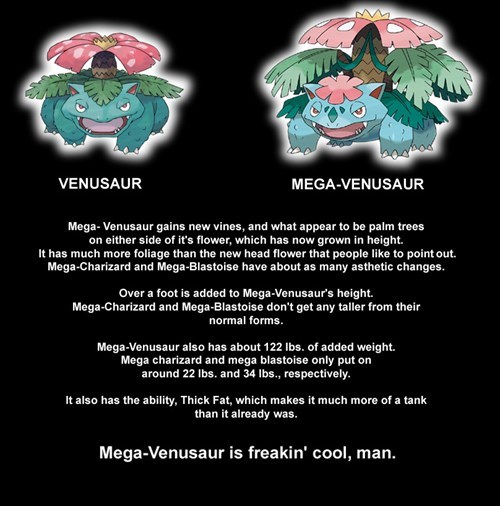 VENUSAUR MEGA-VENUSAUR
Mega- Venusaur gains new vines, and what appear to be palm trees
on either side of it's flower, which has now grown in height.
It has much more foliage than the new head flower that people like to point out.
Mega-Charizard and Mega-Blastoise have about as many asthetic changes.
Over a foot is added to Mega-Venusaur's height.
Mega-Charizard and Mega-Blastoise don't get any taller from their
normal forms.
Mega-Venusaur also has about 122 lbs. of added weight.
Mega charizard and mega blastoise only put on
around 22 lbs. and 34 lbs., respectively.
It also has the ability, Thick Fat, which makes it much more of a tank
than it already was.
Mega-Venusaur is freakin' cool, man.